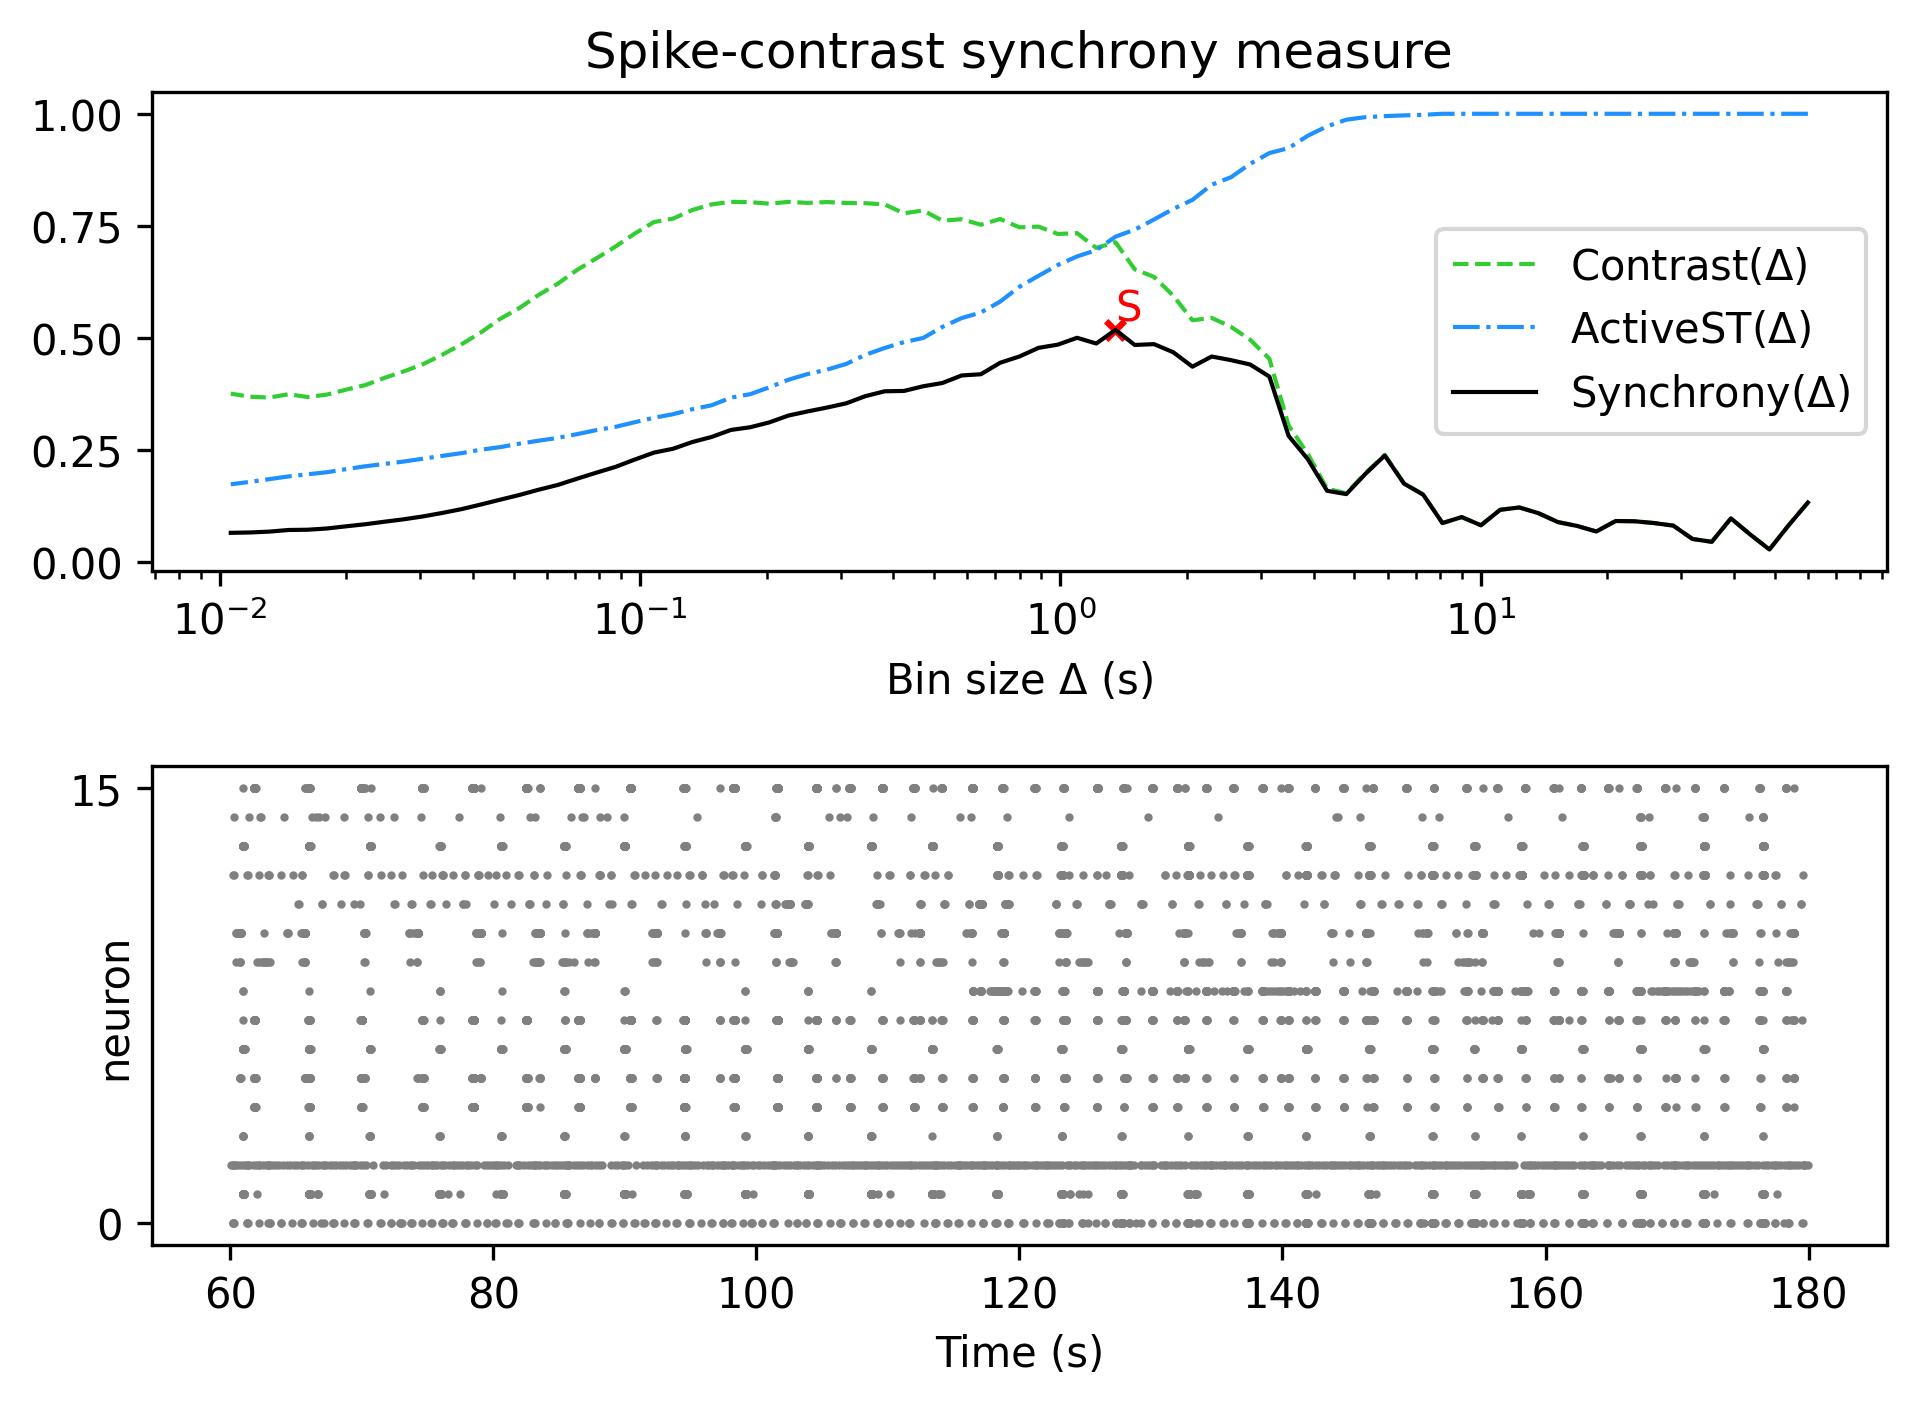 Spike-contrast synchrony measure
1.00
0.75
0.50
0.25
0.00
S
Contrast(Δ)
ActiveST(Δ)
Synchrony(Δ)
10⁻² 10⁻¹ 10⁰ 10¹
Bin size Δ (s)
15
neuron
0
60 80 100 120 140 160 180
Time (s)